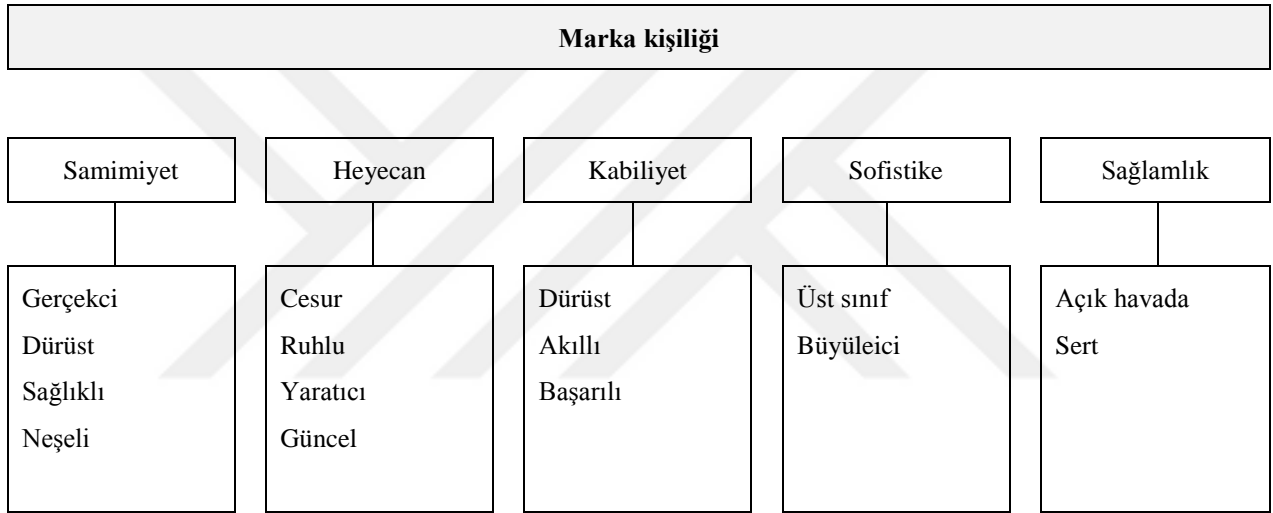 Marka kişiliği
Samimiyet
Heyecan
Kabiliyet
Sofistike
Sağlamlık
Gerçekci
Dürüst
Sağlıklı
Neşeli
Cesur
Ruhlu
Yaratıcı
Güncel
Dürüst
Akıllı
Başarılı
Üst sınıf
Büyüleici
Açık havada
Sert